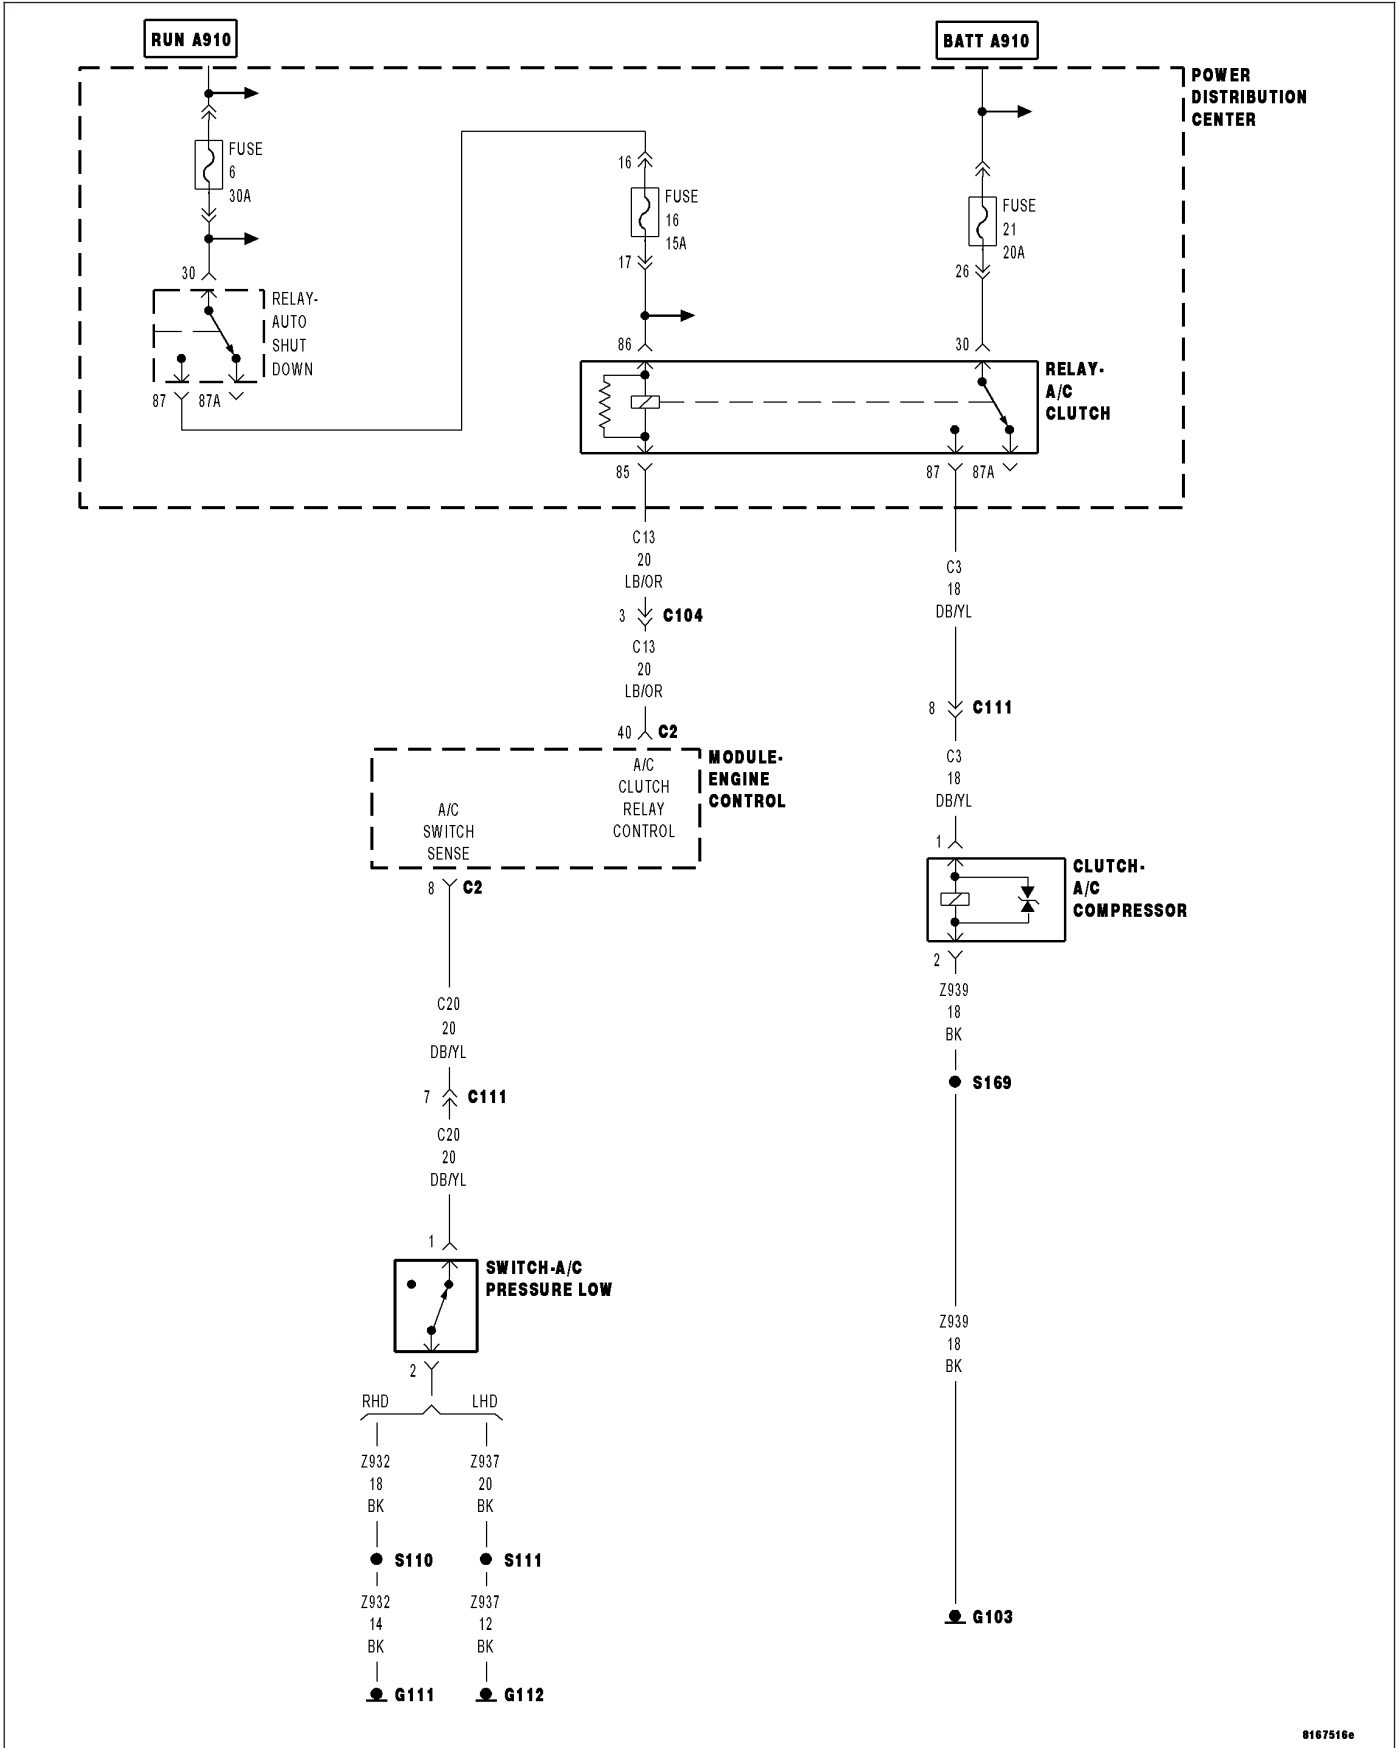 RUN A910
BATT A910
POWER
DISTRIBUTION
CENTER
FUSE
6
30A
16
FUSE
16
15A
17
FUSE
21
20A
26
30
RELAY-
AUTO
SHUT
DOWN
87
87A
86
30
RELAY-
A/C
CLUTCH
85
87
87A
C13
20
LB/OR
3
C104
C13
20
LB/OR
40
C2
C3
18
DB/YL
8
C111
C3
18
DB/YL
1
MODULE-
ENGINE
CONTROL
A/C
CLUTCH
RELAY
CONTROL
A/C
SWITCH
SENSE
8
C2
CLUTCH-
A/C
COMPRESSOR
2
Z939
18
BK
S169
C20
20
DB/YL
7
C111
C20
20
DB/YL
1
SWITCH-A/C
PRESSURE LOW
2
Z939
18
BK
RHD
LHD
Z932
18
BK
Z937
20
BK
S110
S111
Z932
14
BK
Z937
12
BK
G111
G112
G103
8167516e